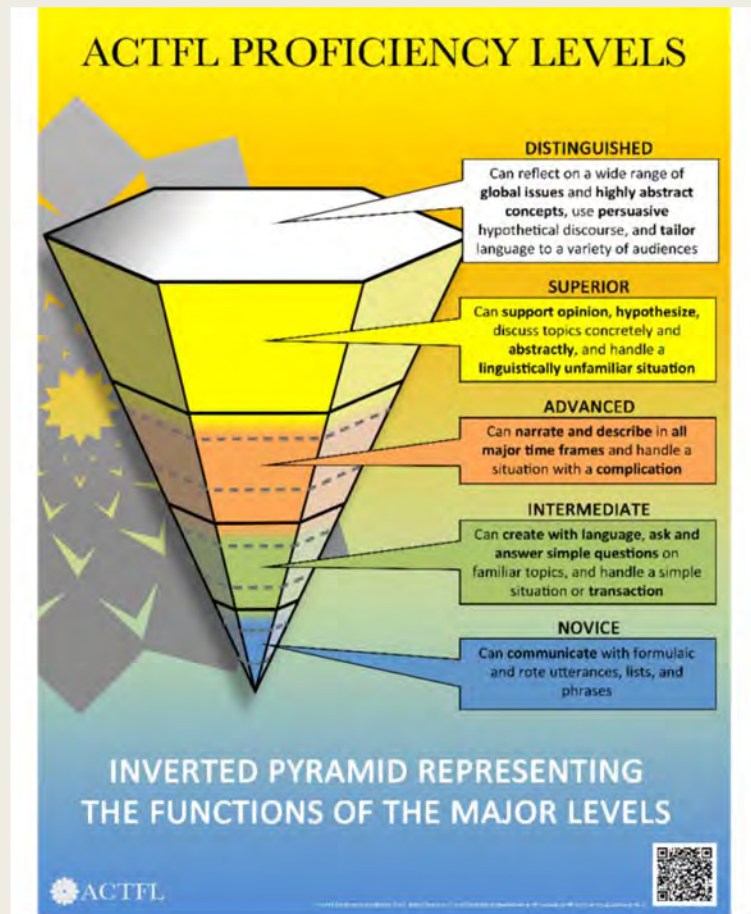 ACTFL PROFICIENCY LEVELS
DISTINGUISHED
Can reflect on a wide range of
global issues and highly abstract
concepts, use persuasive
hypothetical discourse, and tailor
language to a variety of audiences
SUPERIOR
Can support opinion, hypothesize,
discuss topics concretely and
abstractly, and handle a
linguistically unfamiliar situation
ADVANCED
Can narrate and describe in all
major time frames and handle a
situation with a complication
INTERMEDIATE
Can create with language, ask and
answer simple questions on
familiar topics, and handle a simple
situation or transaction
NOVICE
Can communicate with formulaic
and rote utterances, lists, and
phrases
INVERTED PYRAMID REPRESENTING
THE FUNCTIONS OF THE MAJOR LEVELS
ACTFL